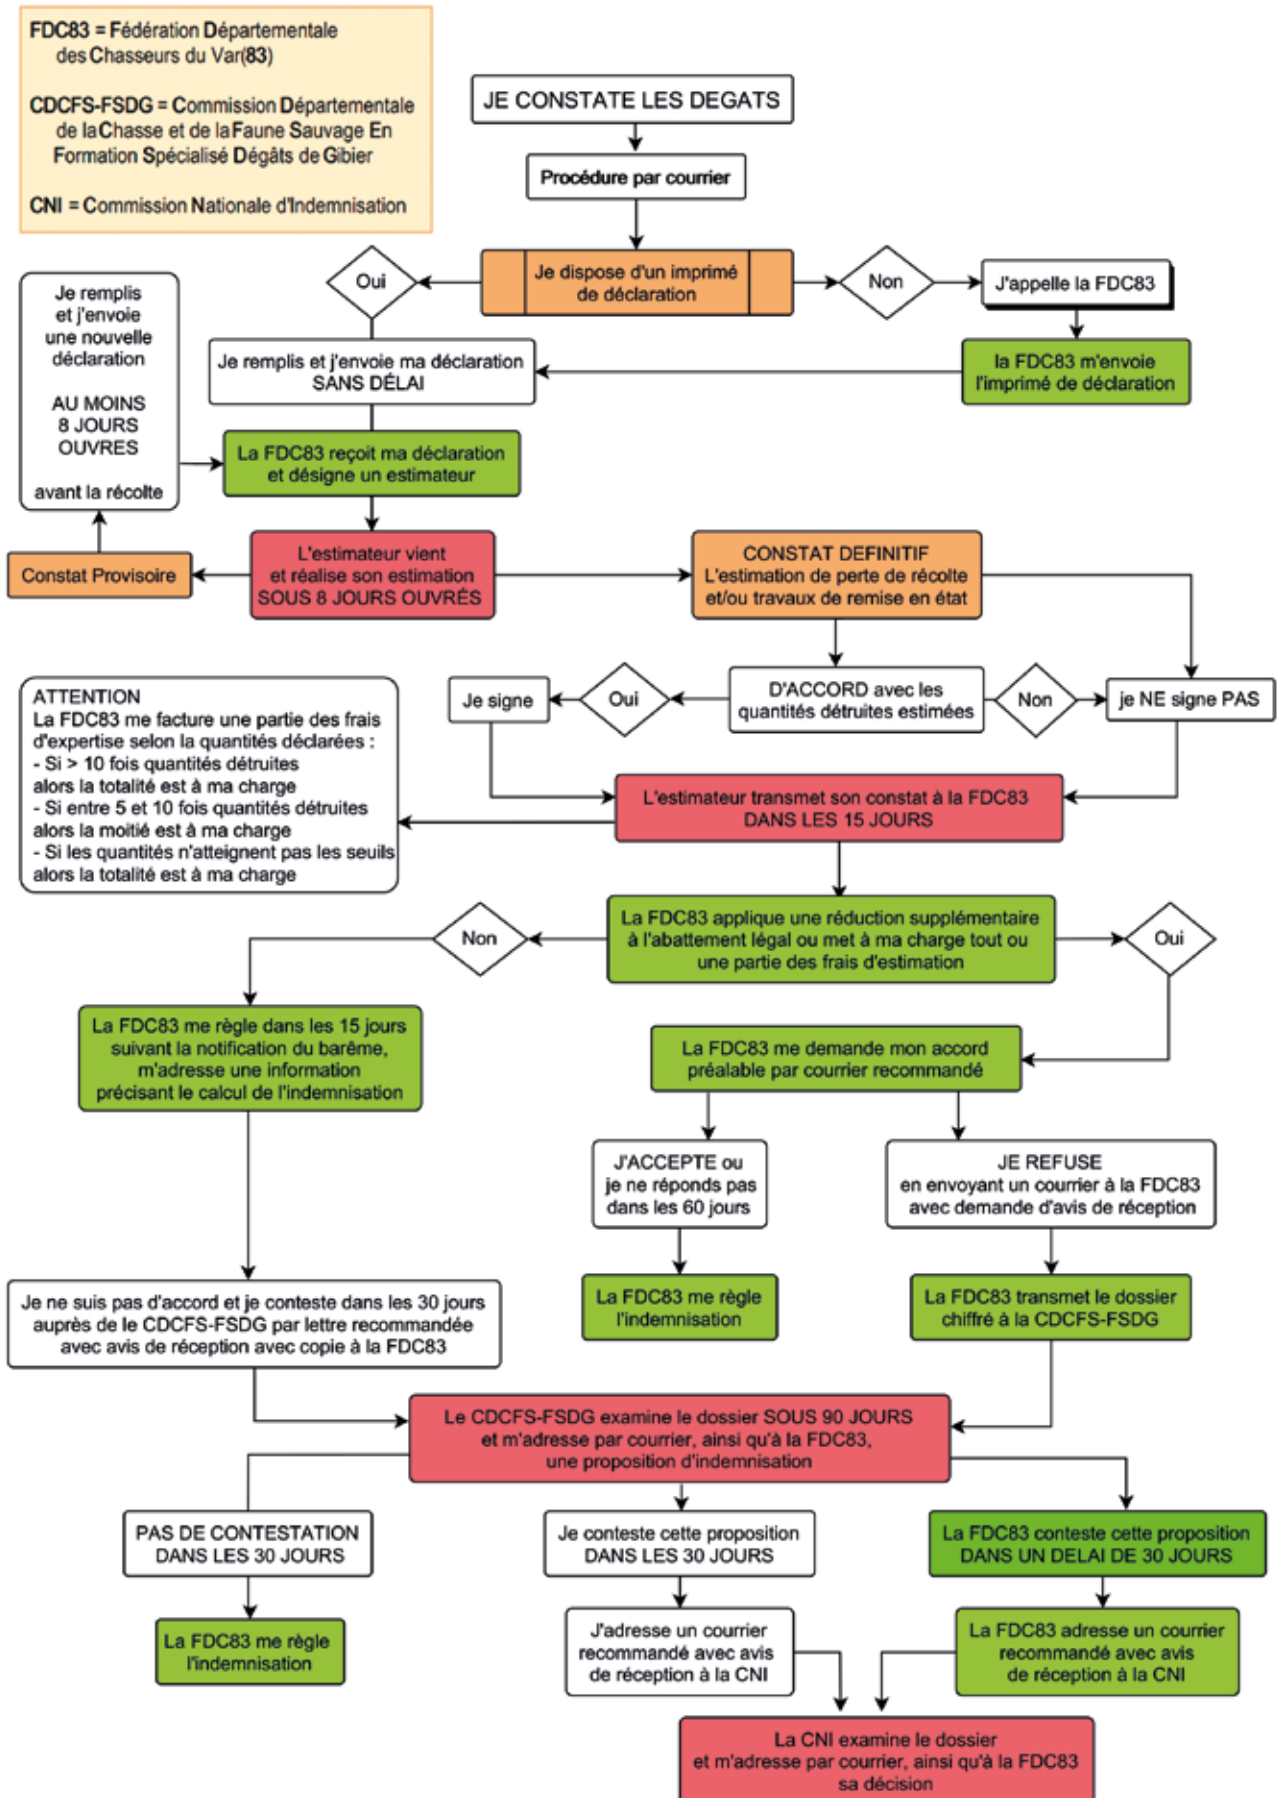 FDC83 = Fédération Départementale
des Chasseurs du Var(83)
CDCFS-FSDG = Commission Départementale
de la Chasse et de la Faune Sauvage En
Formation Spécialisé Dégâts de Gibier
CNI = Commission Nationale d'Indemnisation
JE CONSTATE LES DEGATS
Procédure par courrier
Je dispose d'un imprimé
de déclaration
Oui
Non
J'appelle la FDC83
la FDC83 m'envoie
l'imprimé de déclaration
Je remplis et j'envoie ma déclaration
SANS DÉLAI
Je remplis
et j'envoie
une nouvelle
déclaration
AU MOINS
8 JOURS
OUVRES
avant la récolte
La FDC83 reçoit ma déclaration
et désigne un estimateur
L'estimateur vient
et réalise son estimation
SOUS 8 JOURS OUVRÉS
Constat Provisoire
CONSTAT DEFINITIF
L'estimation de perte de récolte
et/ou travaux de remise en état
D'ACCORD avec les
quantités détruites estimées
Oui
Je signe
Non
je NE signe PAS
ATTENTION
La FDC83 me facture une partie des frais
d'expertise selon la quantités déclarées :
- Si > 10 fois quantités détruites
alors la totalité est à ma charge
- Si entre 5 et 10 fois quantités détruites
alors la moitié est à ma charge
- Si les quantités n'atteignent pas les seuils
alors la totalité est à ma charge
L'estimateur transmet son constat à la FDC83
DANS LES 15 JOURS
La FDC83 applique une réduction supplémentaire
à l'abattement légal ou met à ma charge tout ou
une partie des frais d'estimation
Non
Oui
La FDC83 me règle dans les 15 jours
suivant la notification du barême,
m'adresse une information
précisant le calcul de l'indemnisation
La FDC83 me demande mon accord
préalable par courrier recommandé
J'ACCEPTE ou
je ne réponds pas
dans les 60 jours
JE REFUSE
en envoyant un courrier à la FDC83
avec demande d'avis de réception
La FDC83 me règle
l'indemnisation
La FDC83 transmet le dossier
chiffré à la CDCFS-FSDG
Je ne suis pas d'accord et je conteste dans les 30 jours
auprès de le CDCFS-FSDG par lettre recommandée
avec avis de réception avec copie à la FDC83
Le CDCFS-FSDG examine le dossier SOUS 90 JOURS
et m'adresse par courrier, ainsi qu'à la FDC83,
une proposition d'indemnisation
PAS DE CONTESTATION
DANS LES 30 JOURS
Je conteste cette proposition
DANS LES 30 JOURS
La FDC83 conteste cette proposition
DANS UN DELAI DE 30 JOURS
La FDC83 me règle
l'indemnisation
J'adresse un courrier
recommandé avec avis
de réception à la CNI
La FDC83 adresse un courrier
recommandé avec avis
de réception à la CNI
La CNI examine le dossier
et m'adresse par courrier, ainsi qu'à la FDC83
sa décision